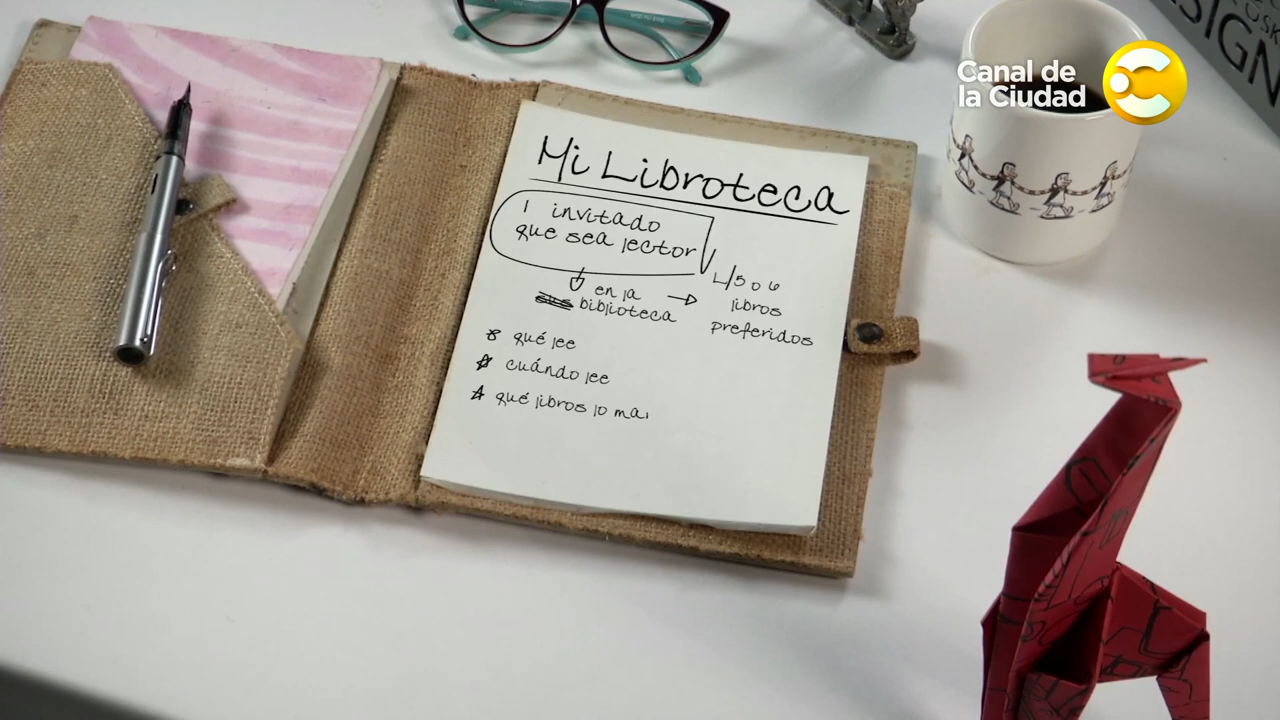 Canal de
la Ciudad
Mi Libroteca
1 invitado
que sea lector
en la
biblioteca
4/5 o 6
libros
preferidos
qué lee
cuándo lee
qué libros lo mar